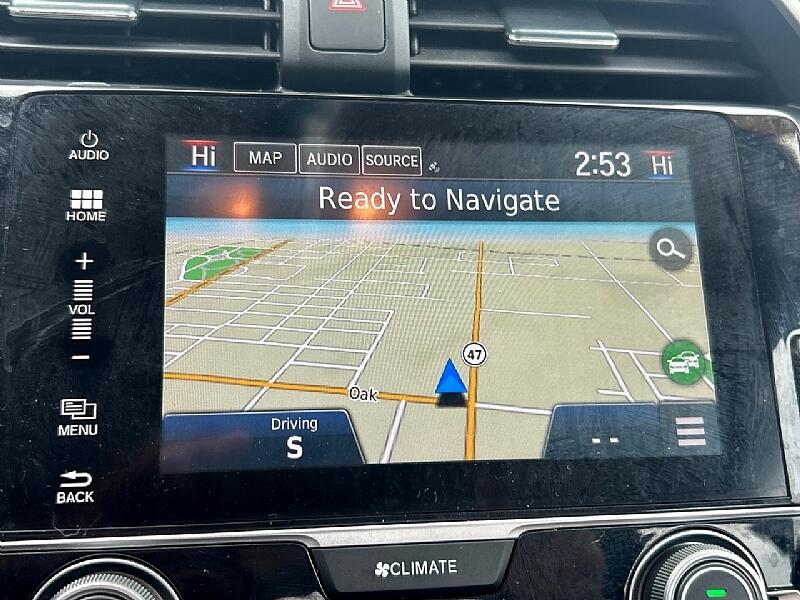 AUDIO
HOME
+
VOL
−
MENU
BACK
Hi MAP AUDIO SOURCE 2:53 Hi
Ready to Navigate
47
Oak
Driving
S
--
CLIMATE